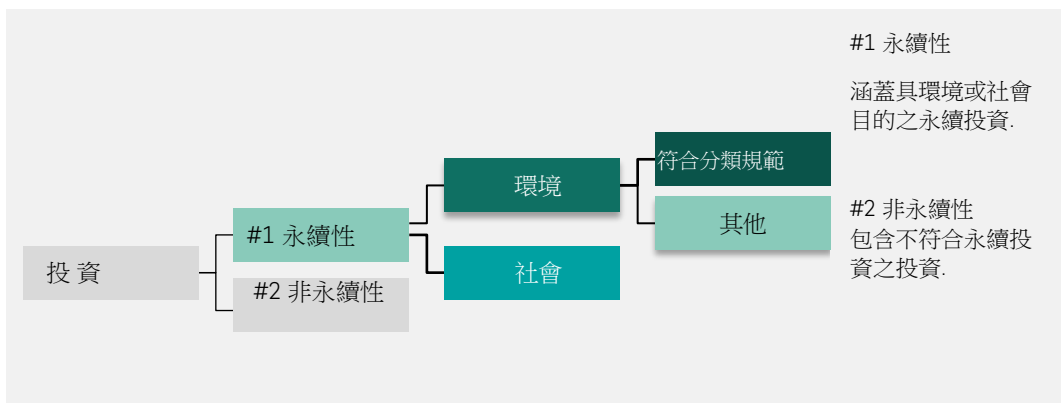 #1 永續性
涵蓋具環境或社會
目的之永續投資.
符合分類規範
環境
#2 非永續性
包含不符合永續投
資之投資.
其他
#1 永續性
投 資
社會
#2 非永續性